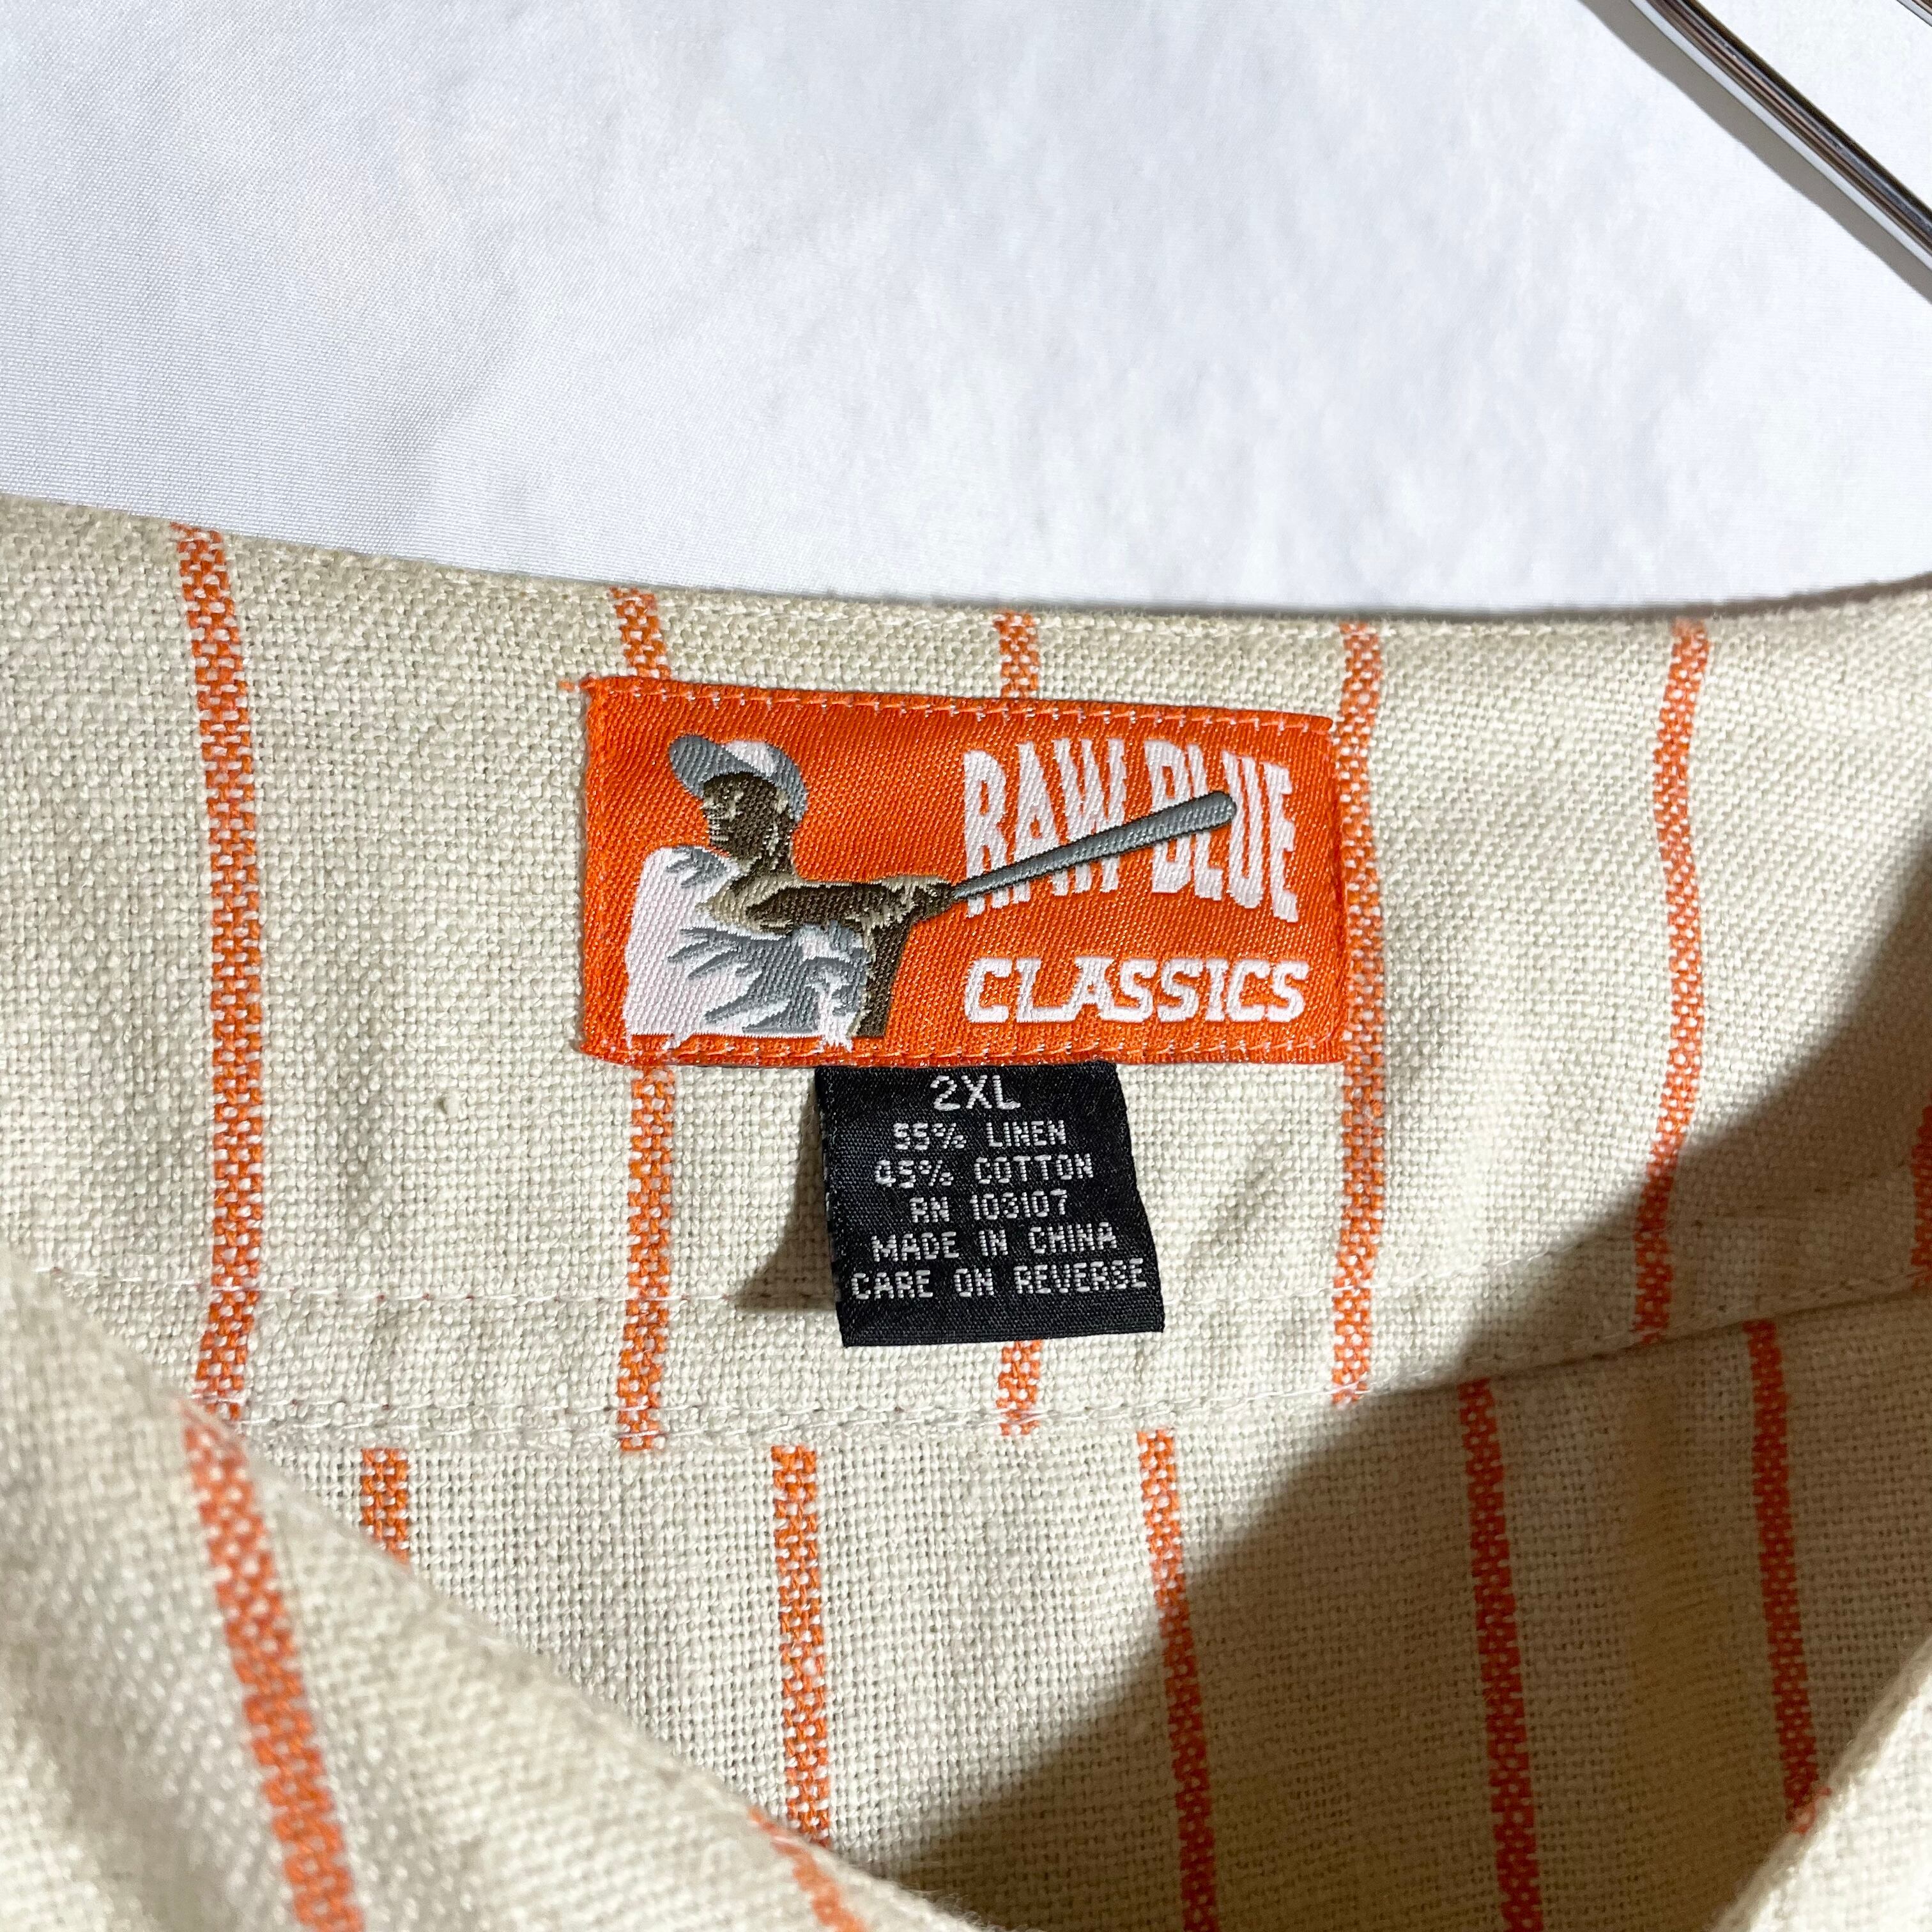 RAW BLUE
CLASSICS
2XL
55% LINEN
45% COTTON
RN 103107
MADE IN CHINA
CARE ON REVERSE